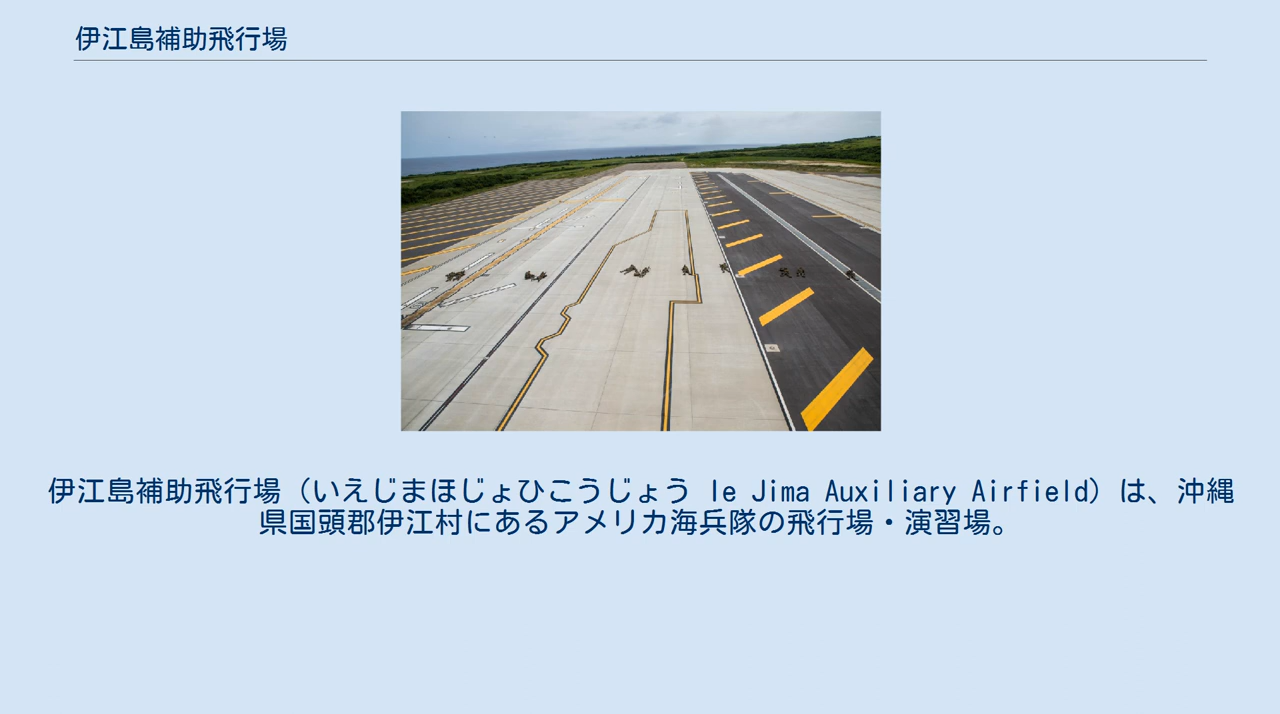 伊江島補助飛行場
伊江島補助飛行場（いえじまほじょひこうじょう Ie Jima Auxiliary Airfield）は、沖縄
県国頭郡伊江村にあるアメリカ海兵隊の飛行場・演習場。